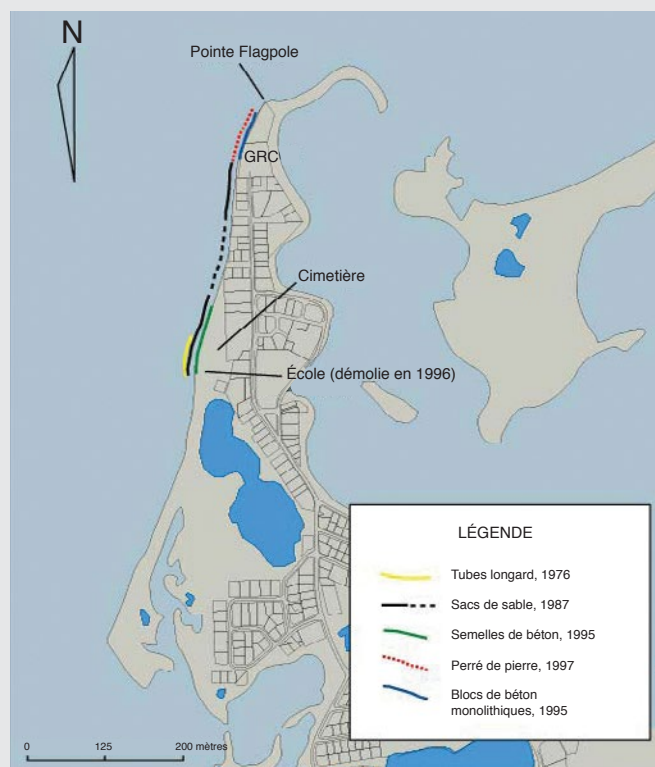 N
Pointe Flagpole
GRC
Cimetière
École (démolie en 1996)
LÉGENDE
Tubes longard, 1976
Sacs de sable, 1987
Semelles de béton, 1995
Perré de pierre, 1997
Blocs de béton
monolithiques, 1995
0 125 200 mètres